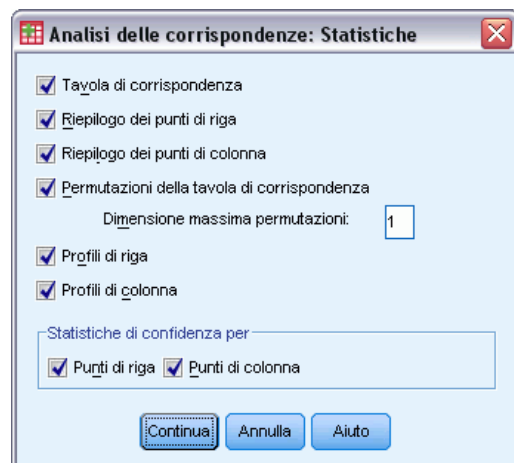 Analisi delle corrispondenze: Statistiche
Tavola di corrispondenza
Riepilogo dei punti di riga
Riepilogo dei punti di colonna
Permutazioni della tavola di corrispondenza
Dimensione massima permutazioni: 1
Profili di riga
Profili di colonna
Statistiche di confidenza per
Punti di riga Punti di colonna
Continua Annulla Aiuto